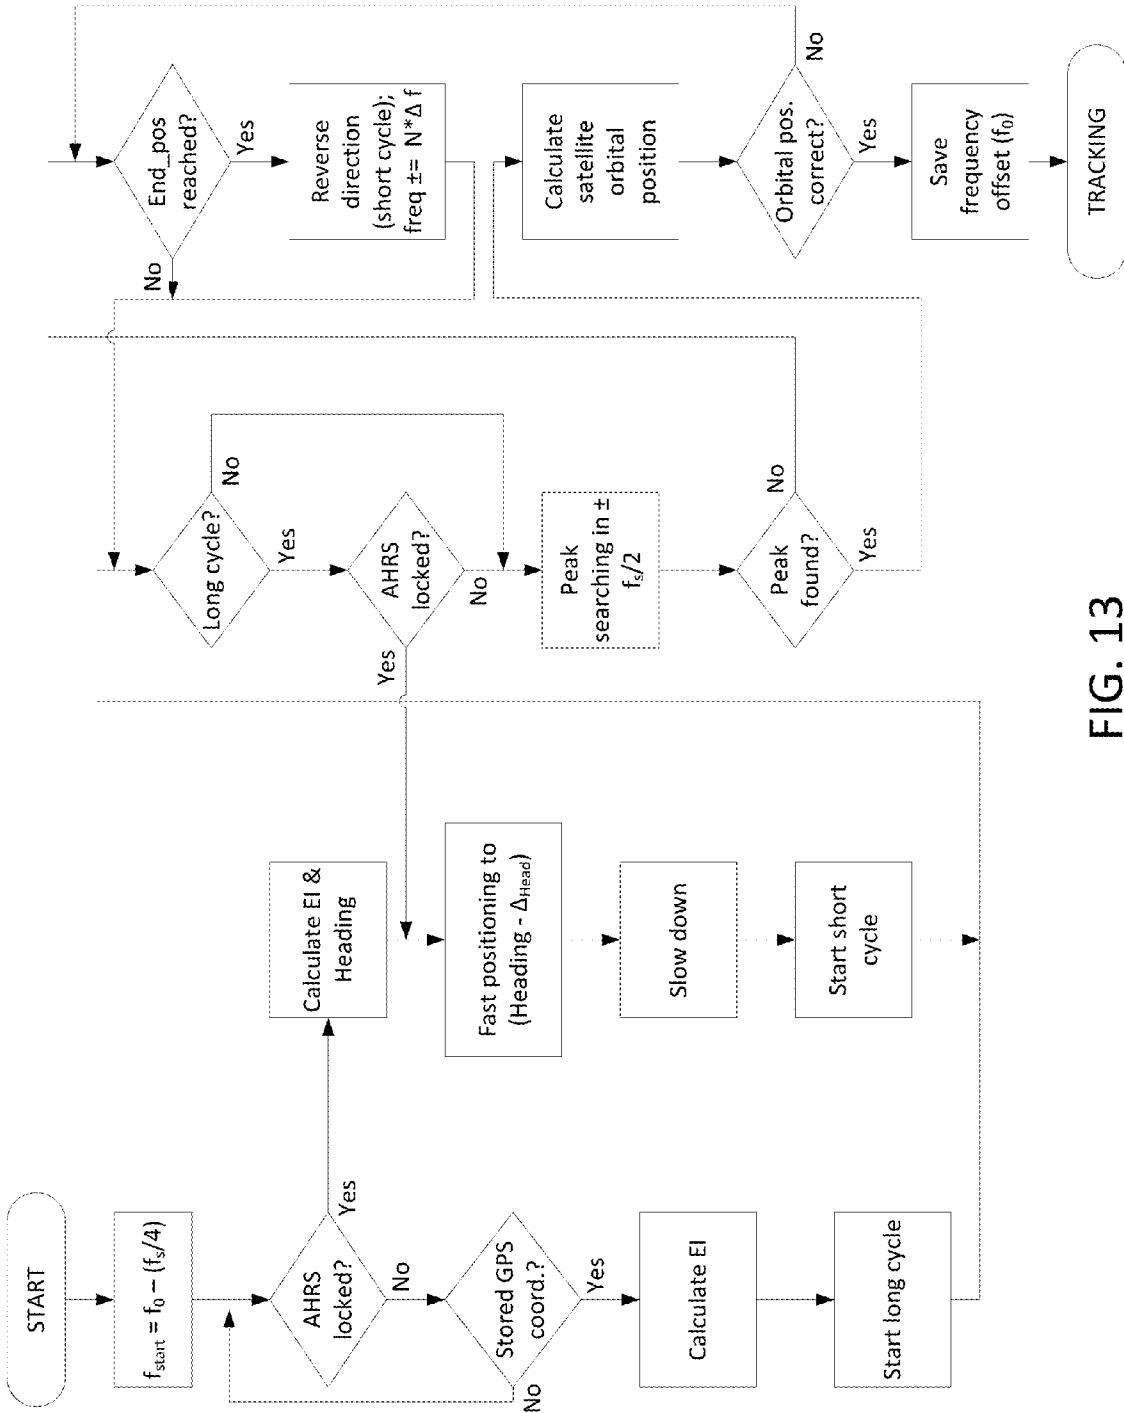 START
f_start = f₀ – (f_s/4)
AHRS
locked?
Yes
No
Stored GPS
coord.?
No
Yes
Calculate El
Start long cycle
Calculate El &
Heading
Fast positioning to
(Heading - Δ_Head)
Slow down
Start short
cycle
Long cycle?
No
Yes
AHRS
locked?
Yes
No
Peak
searching in ±
f_s/2
Peak
found?
No
Yes
End_pos
reached?
No
Yes
Reverse
direction
(short cycle);
freq ±= N*Δ f
Calculate
satellite
orbital
position
Orbital pos.
correct?
No
Yes
Save
frequency
offset (f₀)
TRACKING
FIG. 13